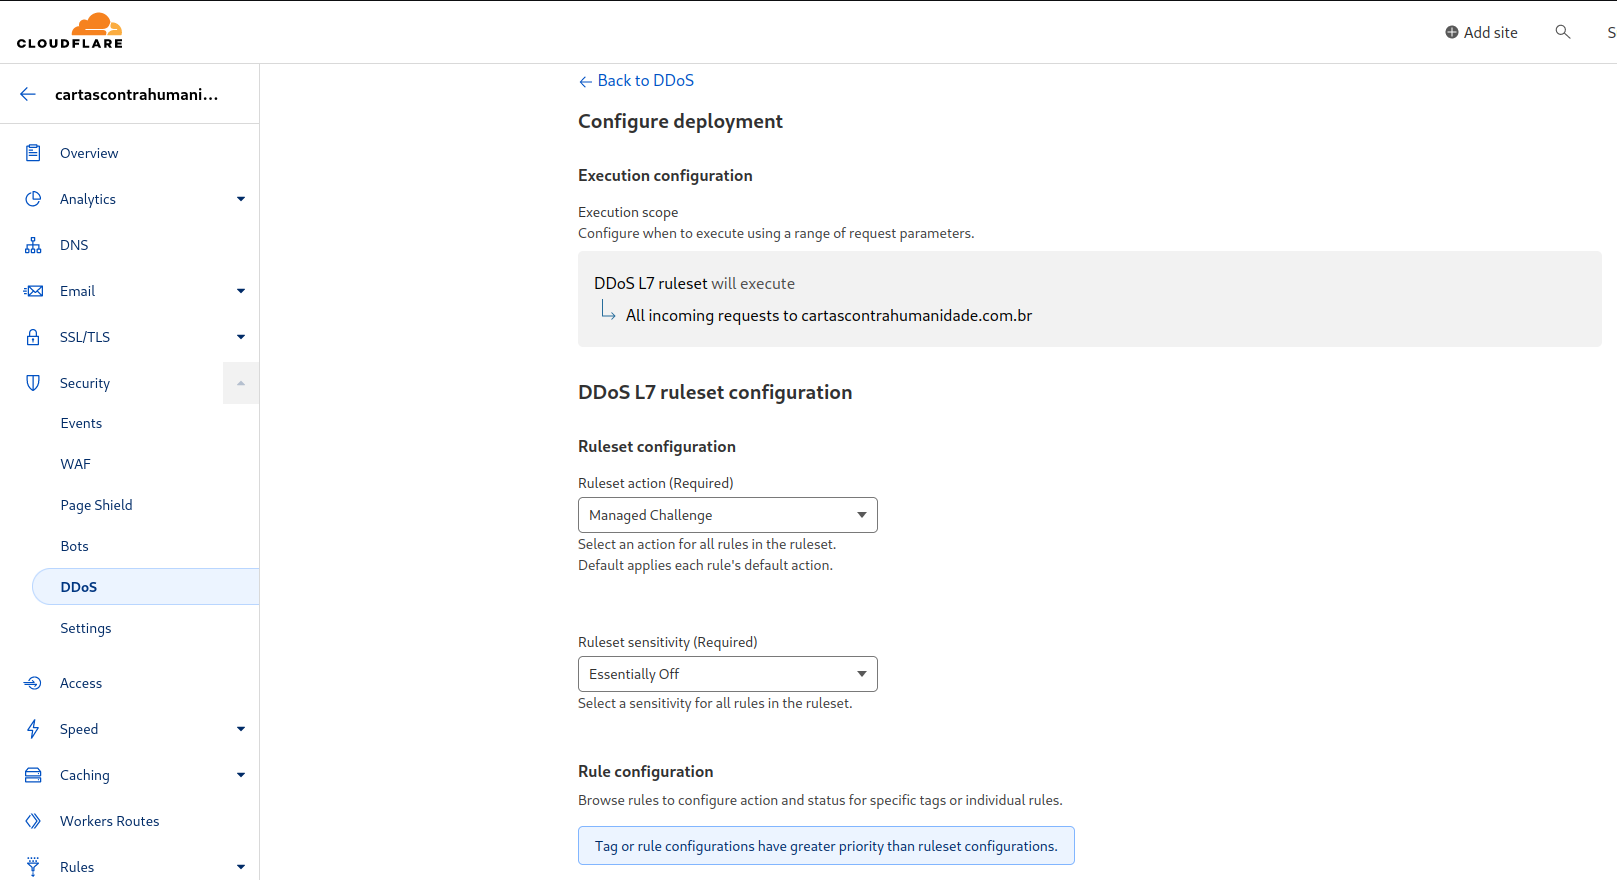 CLOUDFLARE
Add site
S
cartascontrahumani...
Overview
Analytics
DNS
Email
SSL/TLS
Security
Events
WAF
Page Shield
Bots
DDoS
Settings
Access
Speed
Caching
Workers Routes
Rules
Back to DDoS
Configure deployment
Execution configuration
Execution scope
Configure when to execute using a range of request parameters.
DDoS L7 ruleset will execute
All incoming requests to cartascontrahumanidade.com.br
DDoS L7 ruleset configuration
Ruleset configuration
Ruleset action (Required)
Managed Challenge
Select an action for all rules in the ruleset.
Default applies each rule's default action.
Ruleset sensitivity (Required)
Essentially Off
Select a sensitivity for all rules in the ruleset.
Rule configuration
Browse rules to configure action and status for specific tags or individual rules.
Tag or rule configurations have greater priority than ruleset configurations.